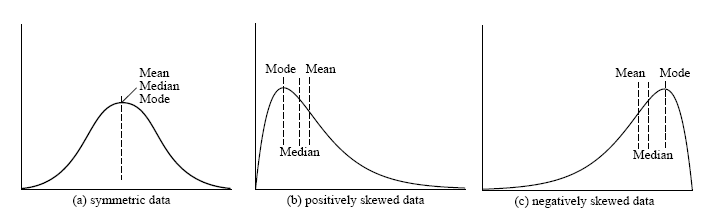 Mean
Median
Mode
(a) symmetric data
Mode Mean
Median
(b) positively skewed data
Mean Mode
Median
(c) negatively skewed data